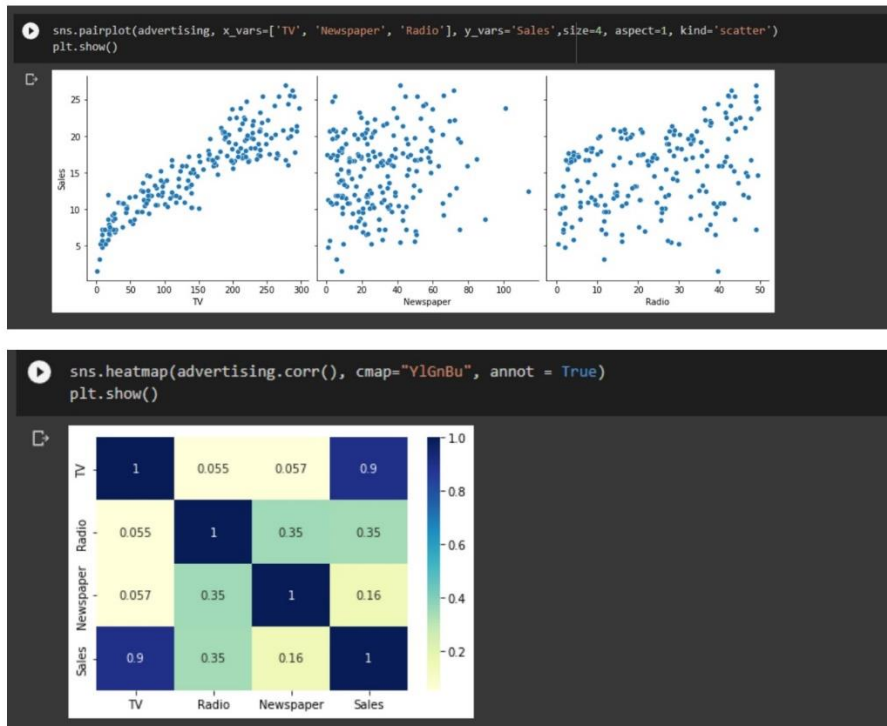 sns.pairplot(advertising, x_vars=['TV', 'Newspaper', 'Radio'], y_vars='Sales',size=4, aspect=1, kind='scatter')
plt.show()
25
20
15
10
5
Sales
0 50 100 150 200 250 300
TV
0 20 40 60 80 100
Newspaper
0 10 20 30 40 50
Radio
sns.heatmap(advertising.corr(), cmap="YlGnBu", annot = True)
plt.show()
TV 1 0.055 0.057 0.9
Radio 0.055 1 0.35 0.35
Newspaper 0.057 0.35 1 0.16
Sales 0.9 0.35 0.16 1
TV Radio Newspaper Sales
1.0
0.8
0.6
0.4
0.2